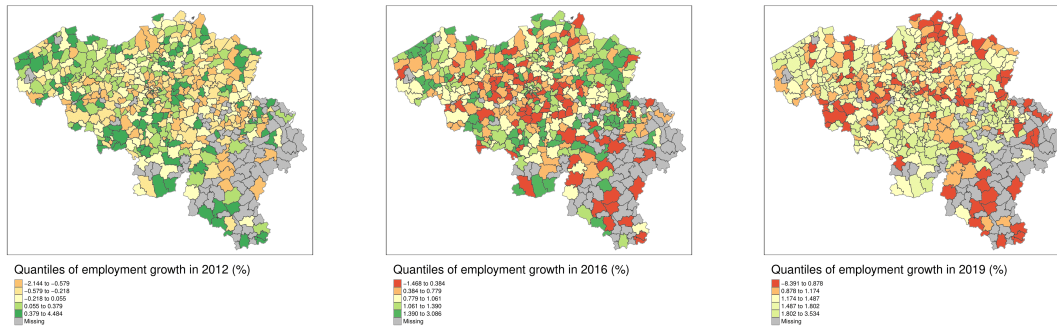 Quantiles of employment growth in 2012 (%)
−2.144 to −0.579
−0.579 to −0.218
−0.218 to 0.055
0.055 to 0.379
0.379 to 4.484
Missing
Quantiles of employment growth in 2016 (%)
−1.468 to 0.384
0.384 to 0.779
0.779 to 1.061
1.061 to 1.390
1.390 to 3.086
Missing
Quantiles of employment growth in 2019 (%)
−8.391 to 0.878
0.878 to 1.174
1.174 to 1.487
1.487 to 1.802
1.802 to 3.534
Missing